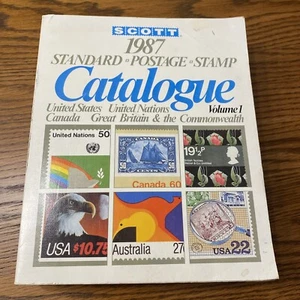 SCOTT
1987
STANDARD POSTAGE STAMP
Catalogue
United States United Nations Volume 1
Canada Great Britain & the Commonwealth
United Nations 50
Canada 60
19½P
USA $10.75
Australia 27c
USA 22